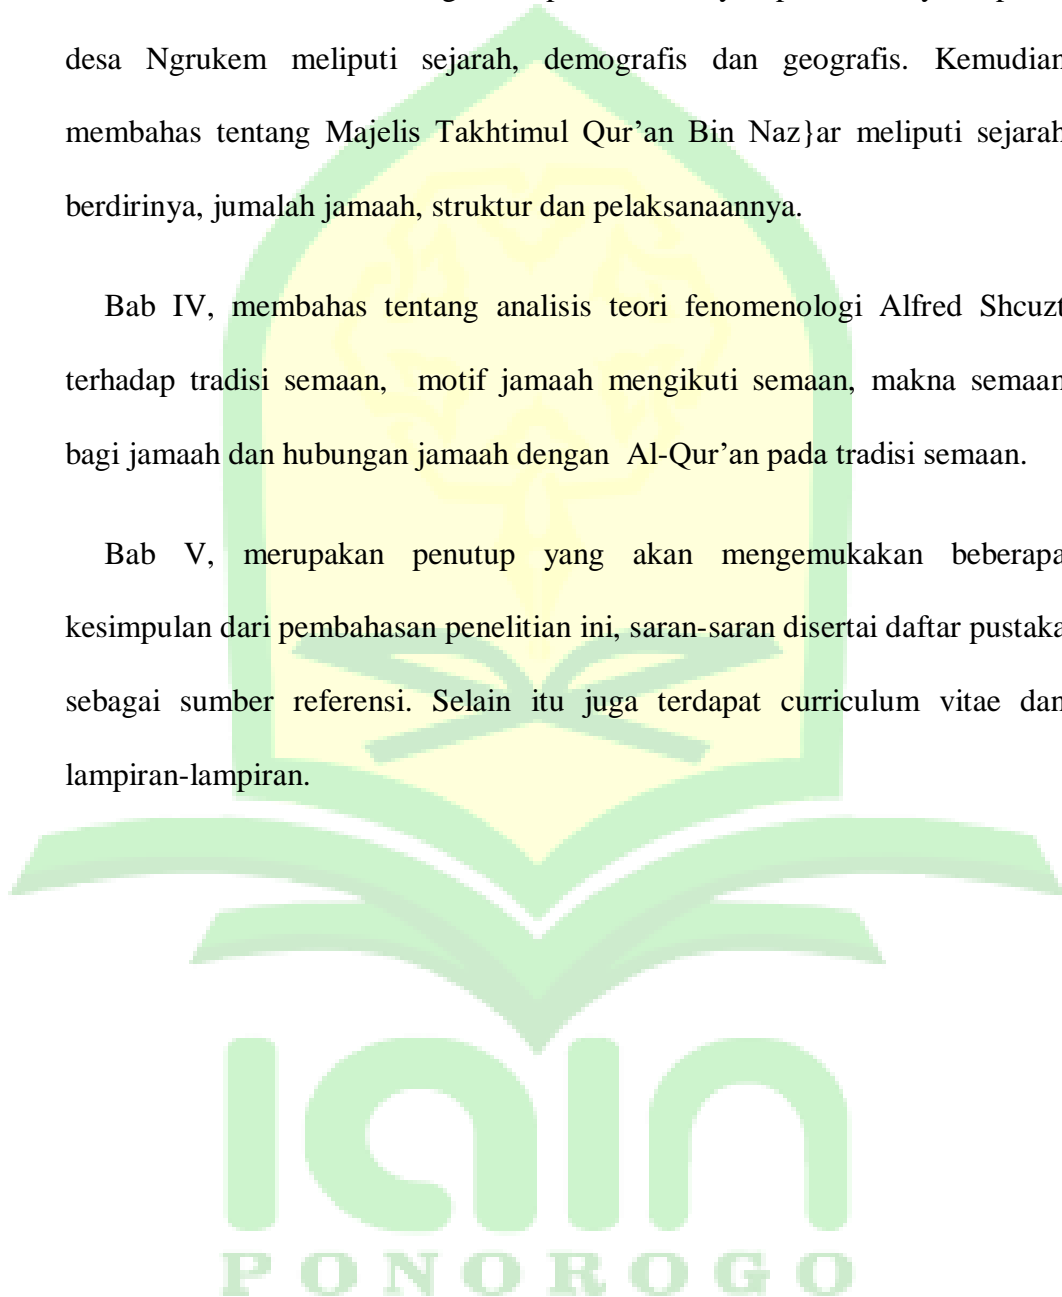 desa Ngrukem meliputi sejarah, demografis dan geografis. Kemudian
membahas tentang Majelis Takhtimul Qur’an Bin Naz}ar meliputi sejarah
berdirinya, jumalah jamaah, struktur dan pelaksanaannya.
Bab IV, membahas tentang analisis teori fenomenologi Alfred Shcuzt
terhadap tradisi semaan, motif jamaah mengikuti semaan, makna semaan
bagi jamaah dan hubungan jamaah dengan Al-Qur’an pada tradisi semaan.
Bab V, merupakan penutup yang akan mengemukakan beberapa
kesimpulan dari pembahasan penelitian ini, saran-saran disertai daftar pustaka
sebagai sumber referensi. Selain itu juga terdapat curriculum vitae dan
lampiran-lampiran.
IAIN
PONOROGO